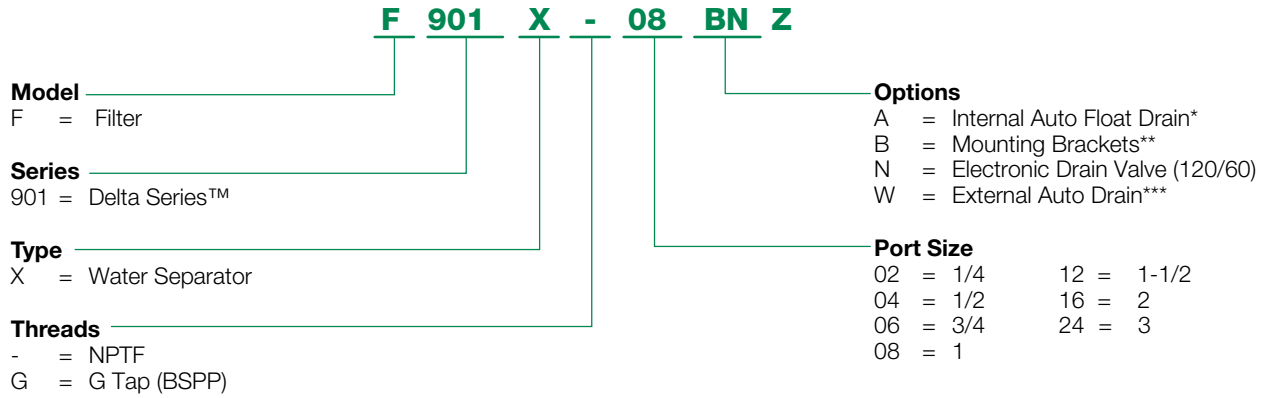 F 901 X - 08 BN Z
Model
F = Filter
Series
901 = Delta Series™
Type
X = Water Separator
Threads
- = NPTF
G = G Tap (BSPP)
Options
A = Internal Auto Float Drain*
B = Mounting Brackets**
N = Electronic Drain Valve (120/60)
W = External Auto Drain***
Port Size
02 = 1/4 12 = 1-1/2
04 = 1/2 16 = 2
06 = 3/4 24 = 3
08 = 1